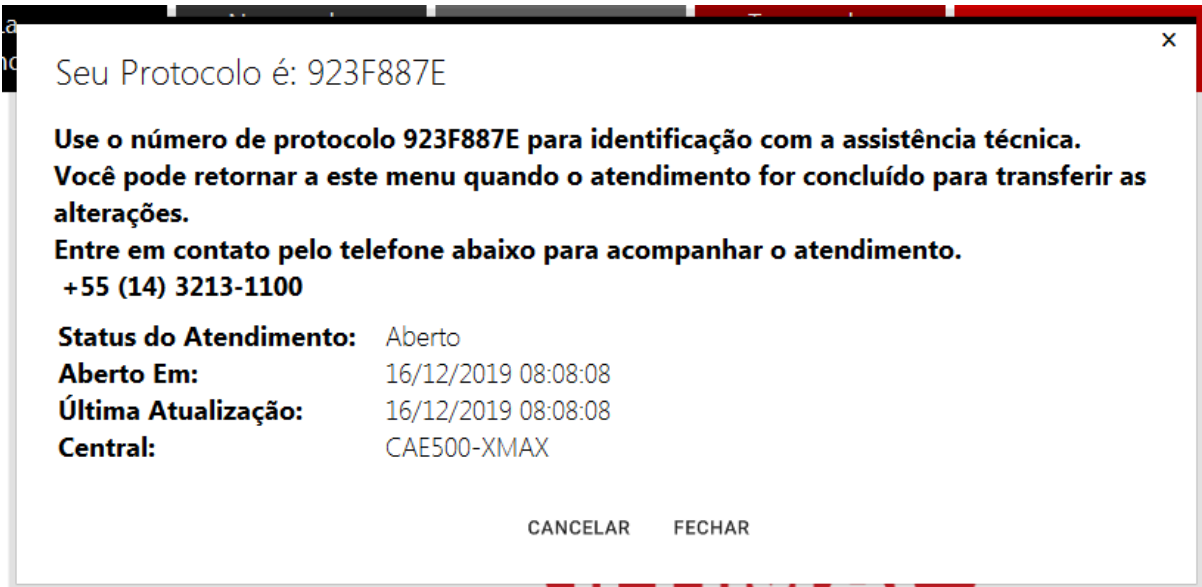 ×
Seu Protocolo é: 923F887E
Use o número de protocolo 923F887E para identificação com a assistência técnica.
Você pode retornar a este menu quando o atendimento for concluído para transferir as
alterações.
Entre em contato pelo telefone abaixo para acompanhar o atendimento.
+55 (14) 3213-1100
Status do Atendimento: Aberto
Aberto Em: 16/12/2019 08:08:08
Última Atualização: 16/12/2019 08:08:08
Central: CAE500-XMAX
CANCELAR FECHAR